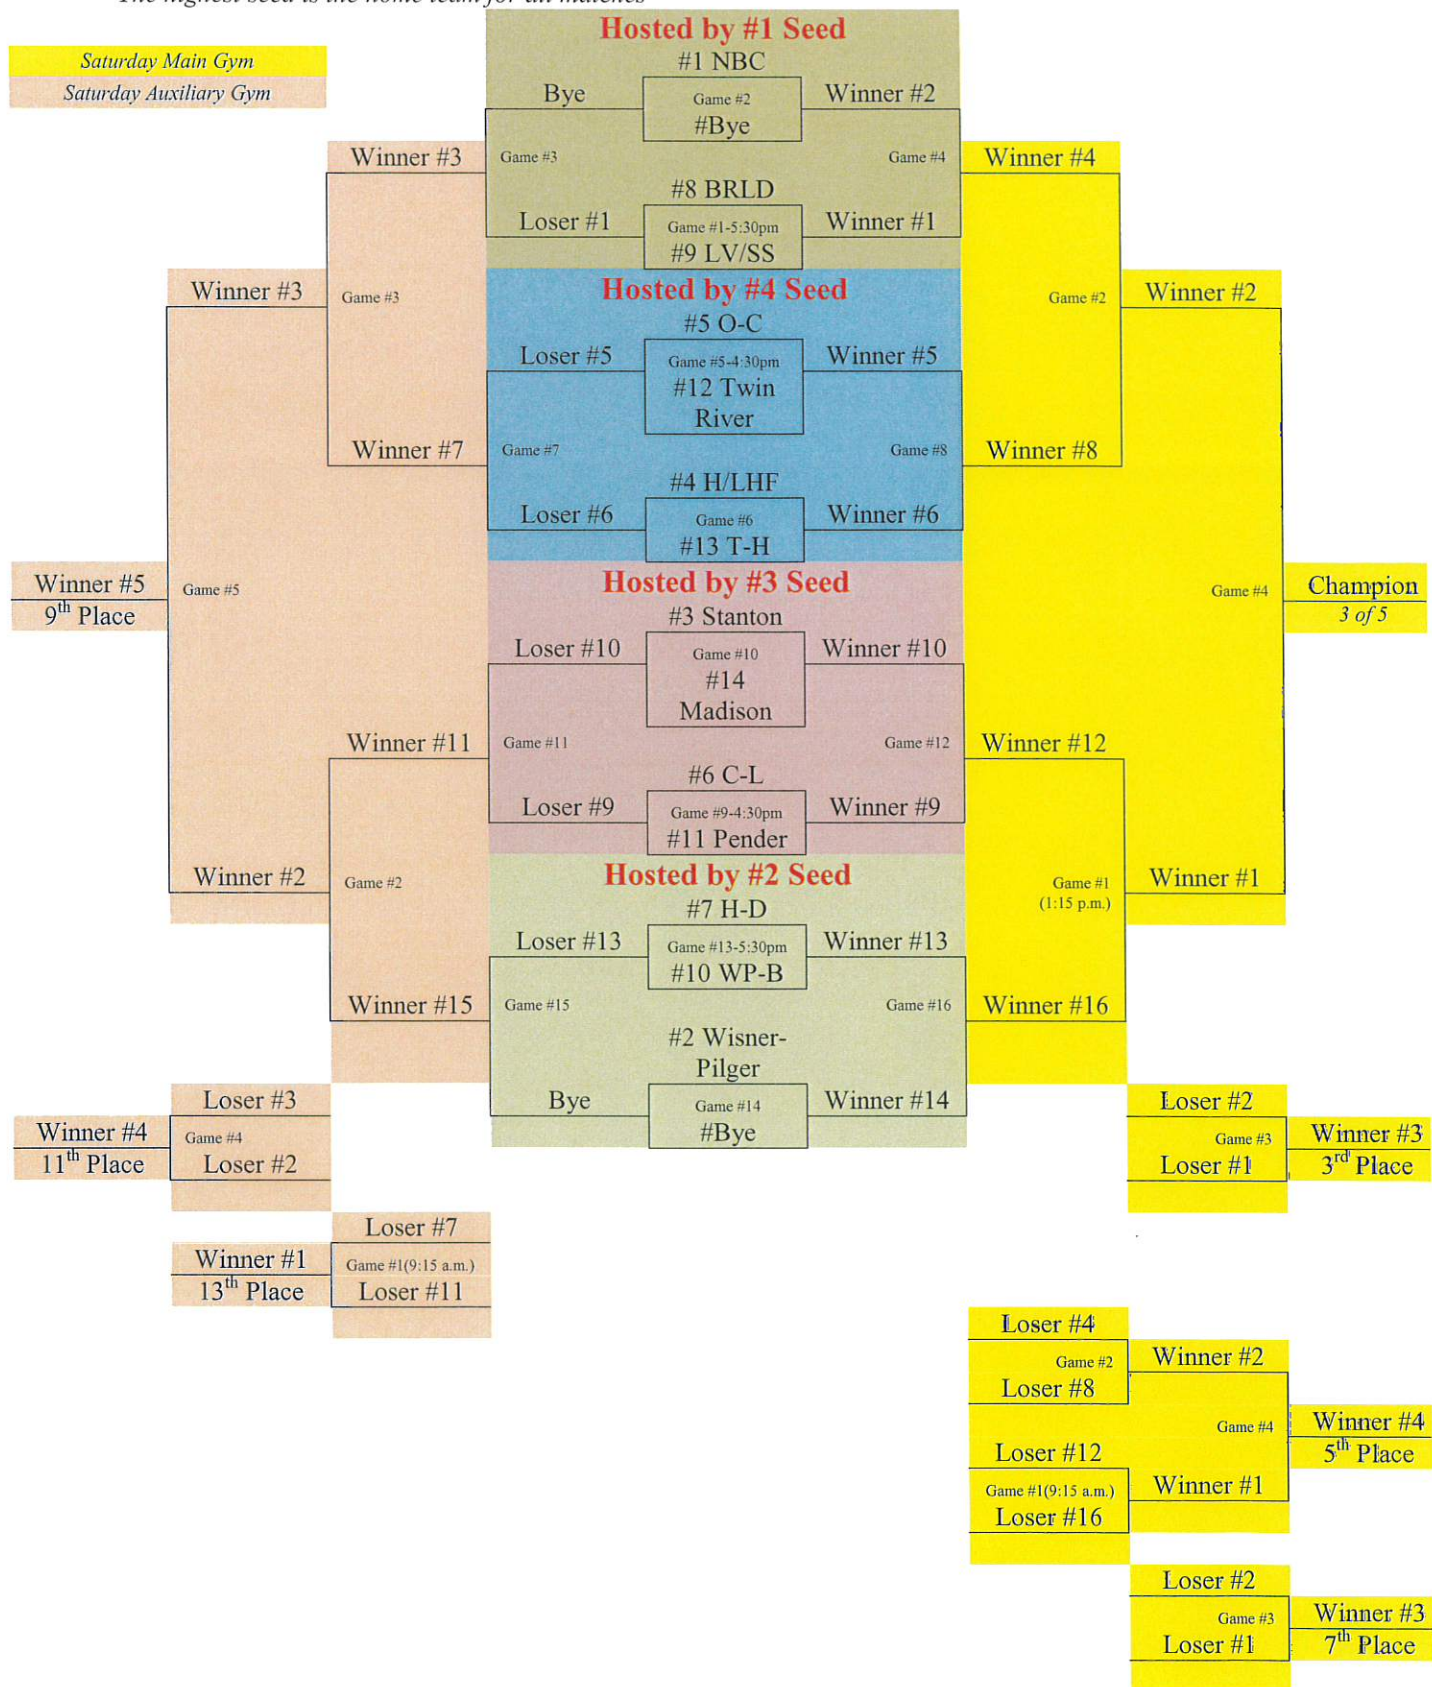 The highest seed is the home team for all matches
Saturday Main Gym
Saturday Auxiliary Gym
Hosted by #1 Seed
#1 NBC
Bye
Game #2
Winner #2
#Bye
Winner #3
Game #3
Game #4
Winner #4
#8 BRLD
Loser #1
Game #1-5:30pm
Winner #1
#9 LV/SS
Hosted by #4 Seed
Winner #3
Game #3
Game #2
Winner #2
#5 O-C
Loser #5
Game #5-4:30pm
Winner #5
#12 Twin
River
Winner #7
Game #7
Game #8
Winner #8
#4 H/LHF
Loser #6
Game #6
Winner #6
#13 T-H
Hosted by #3 Seed
Winner #5
9th Place
Game #5
Game #4
Champion
3 of 5
#3 Stanton
Loser #10
Game #10
Winner #10
#14
Madison
Winner #11
Game #11
Game #12
Winner #12
#6 C-L
Loser #9
Game #9-4:30pm
Winner #9
#11 Pender
Hosted by #2 Seed
Winner #2
Game #2
Game #1
(1:15 p.m.)
Winner #1
#7 H-D
Loser #13
Game #13-5:30pm
Winner #13
#10 WP-B
Winner #15
Game #15
Game #16
Winner #16
#2 Wisner-
Pilger
Bye
Game #14
Winner #14
#Bye
Loser #3
Winner #4
11th Place
Game #4
Loser #2
Loser #2
Game #3
Loser #1
Winner #3
3rd Place
Loser #7
Winner #1
13th Place
Game #1(9:15 a.m.)
Loser #11
Loser #4
Game #2
Loser #8
Winner #2
Game #4
Winner #4
5th Place
Loser #12
Game #1(9:15 a.m.)
Loser #16
Winner #1
Loser #2
Game #3
Loser #1
Winner #3
7th Place